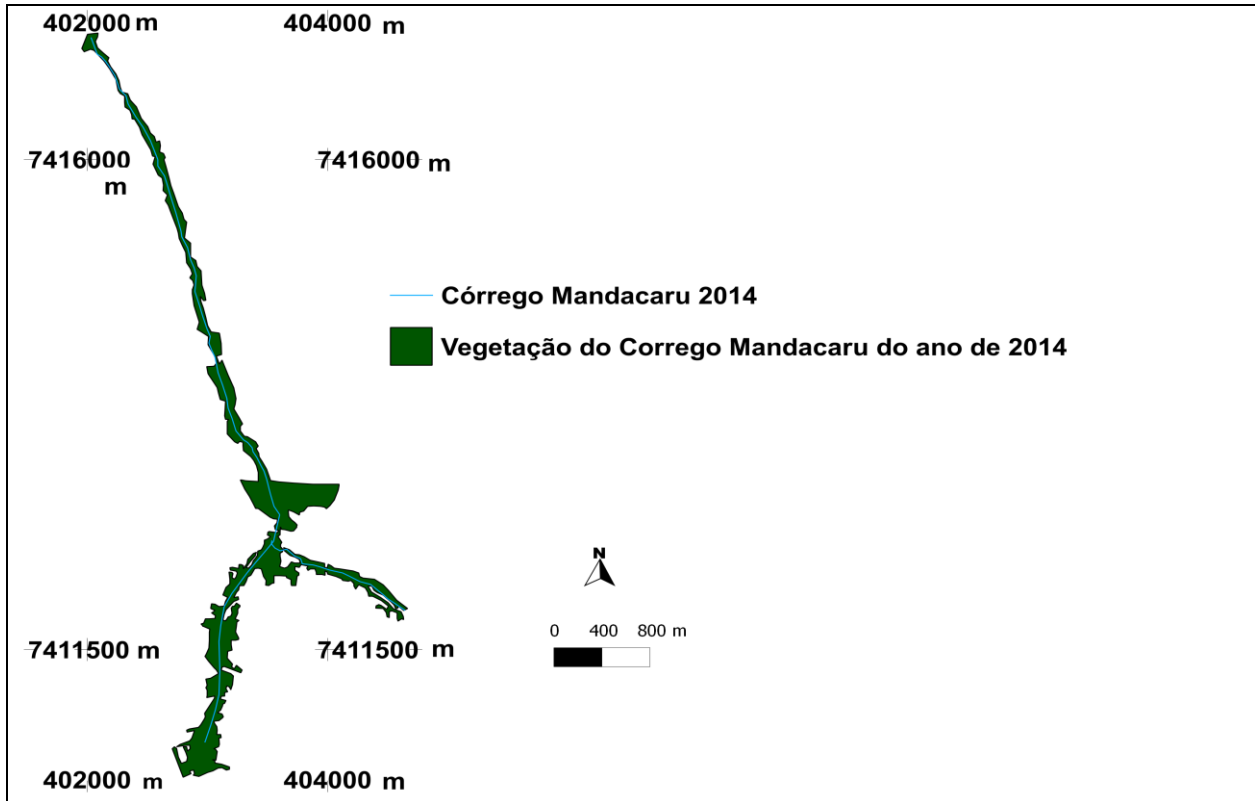 402000 m 404000 m
7416000 7416000 m
m
Córrego Mandacaru 2014
Vegetação do Corrego Mandacaru do ano de 2014
N
0 400 800 m
7411500 m 7411500 m
402000 m 404000 m